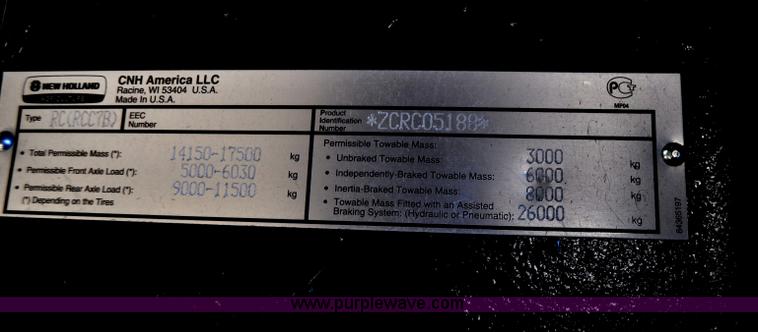 NEW HOLLAND
CNH America LLC
Racine, WI 53404 U.S.A.
Made in U.S.A.
PCT
MP04
Type RC(RCC7B)
EEC
Number
Product
Identification
Number
*ZCRC05188*
• Total Permissible Mass (*): 14150-17500 kg
• Permissible Front Axle Load (*): 5000-6030 kg
• Permissible Rear Axle Load (*): 9000-11500 kg
(*) Depending on the Tires
Permissible Towable Mass:
• Unbraked Towable Mass: 3000 kg
• Independently-Braked Towable Mass: 6000 kg
• Inertia-Braked Towable Mass: 8000 kg
• Towable Mass Fitted with an Assisted
Braking System: (Hydraulic or Pneumatic): 26000 kg
84365197
www.purplewave.com